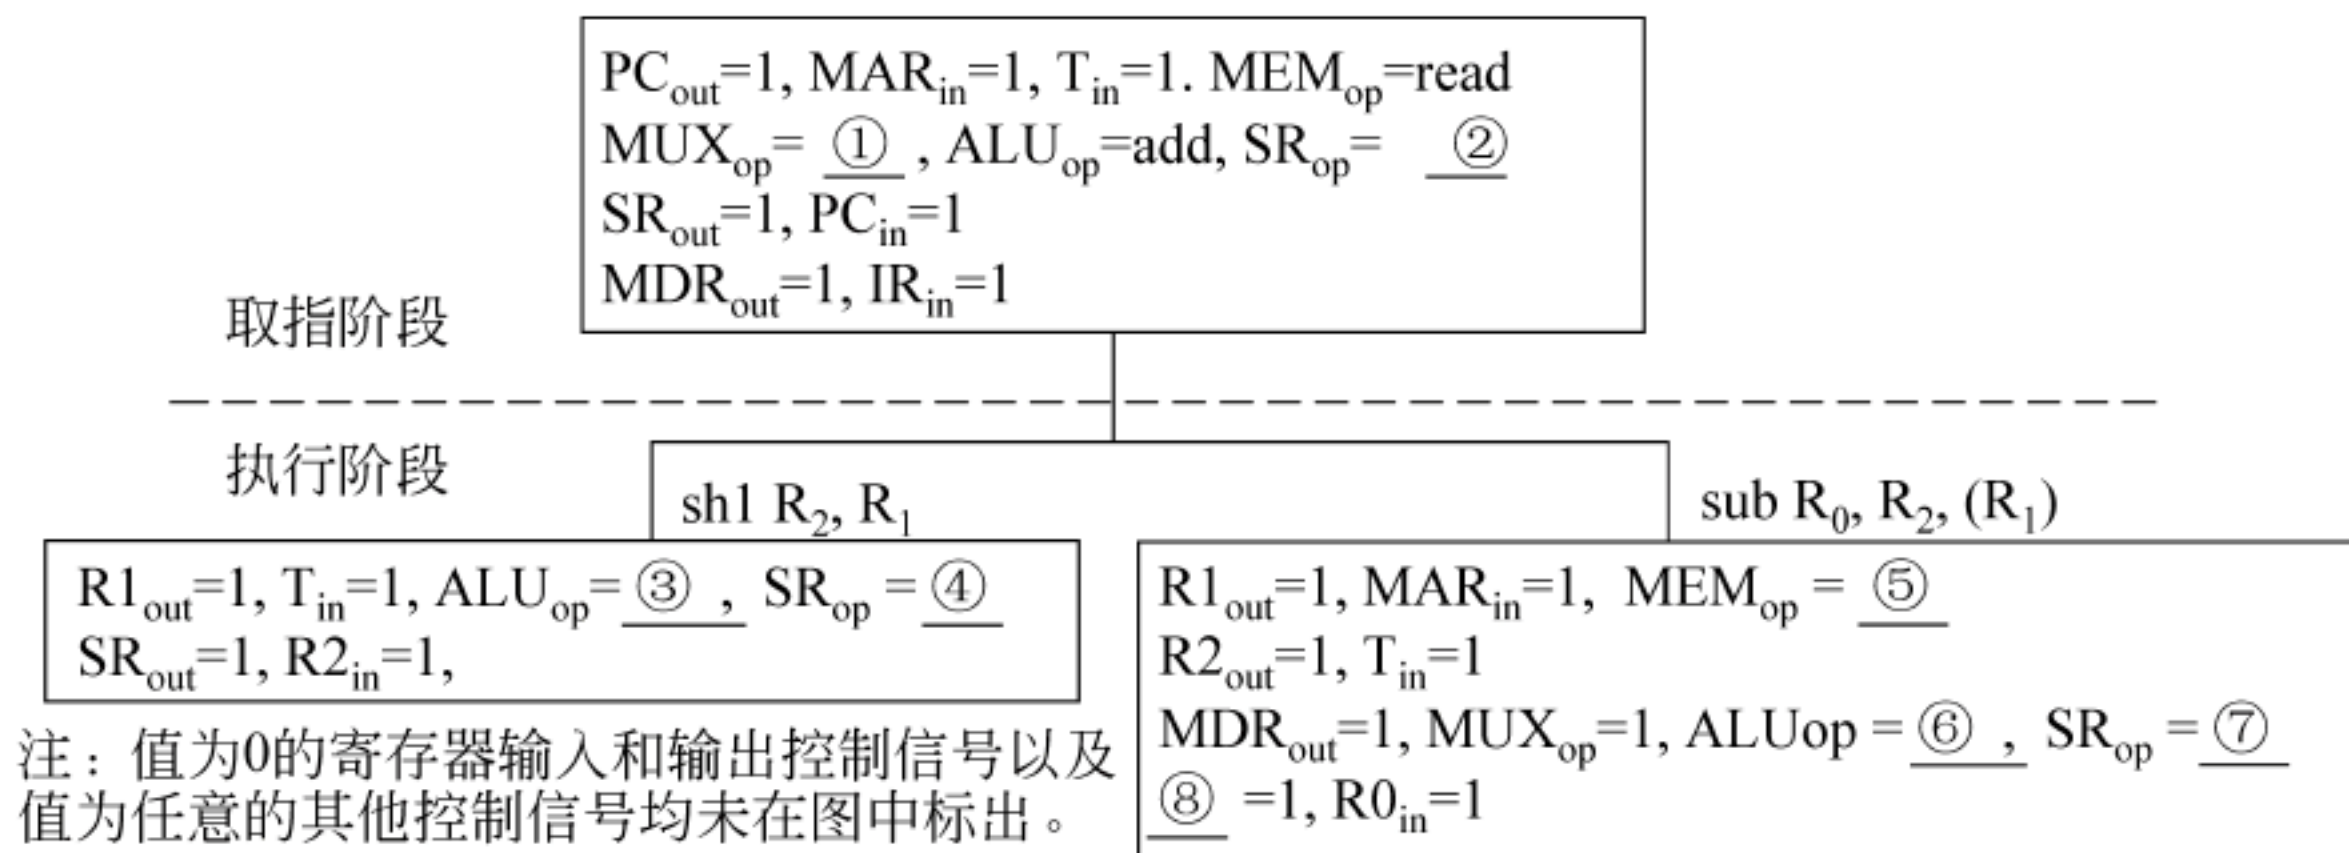 PCout=1, MARin=1, Tin=1. MEMop=read
MUXop= ① , ALUop=add, SRop= ②
SRout=1, PCin=1
MDRout=1, IRin=1
取指阶段
执行阶段
sh1 R2, R1
sub R0, R2, (R1)
R1out=1, Tin=1, ALUop= ③ , SRop = ④
SRout=1, R2in=1,
R1out=1, MARin=1, MEMop = ⑤
R2out=1, Tin=1
MDRout=1, MUXop=1, ALUop = ⑥ , SRop = ⑦
⑧ =1, R0in=1
注：值为0的寄存器输入和输出控制信号以及
值为任意的其他控制信号均未在图中标出。